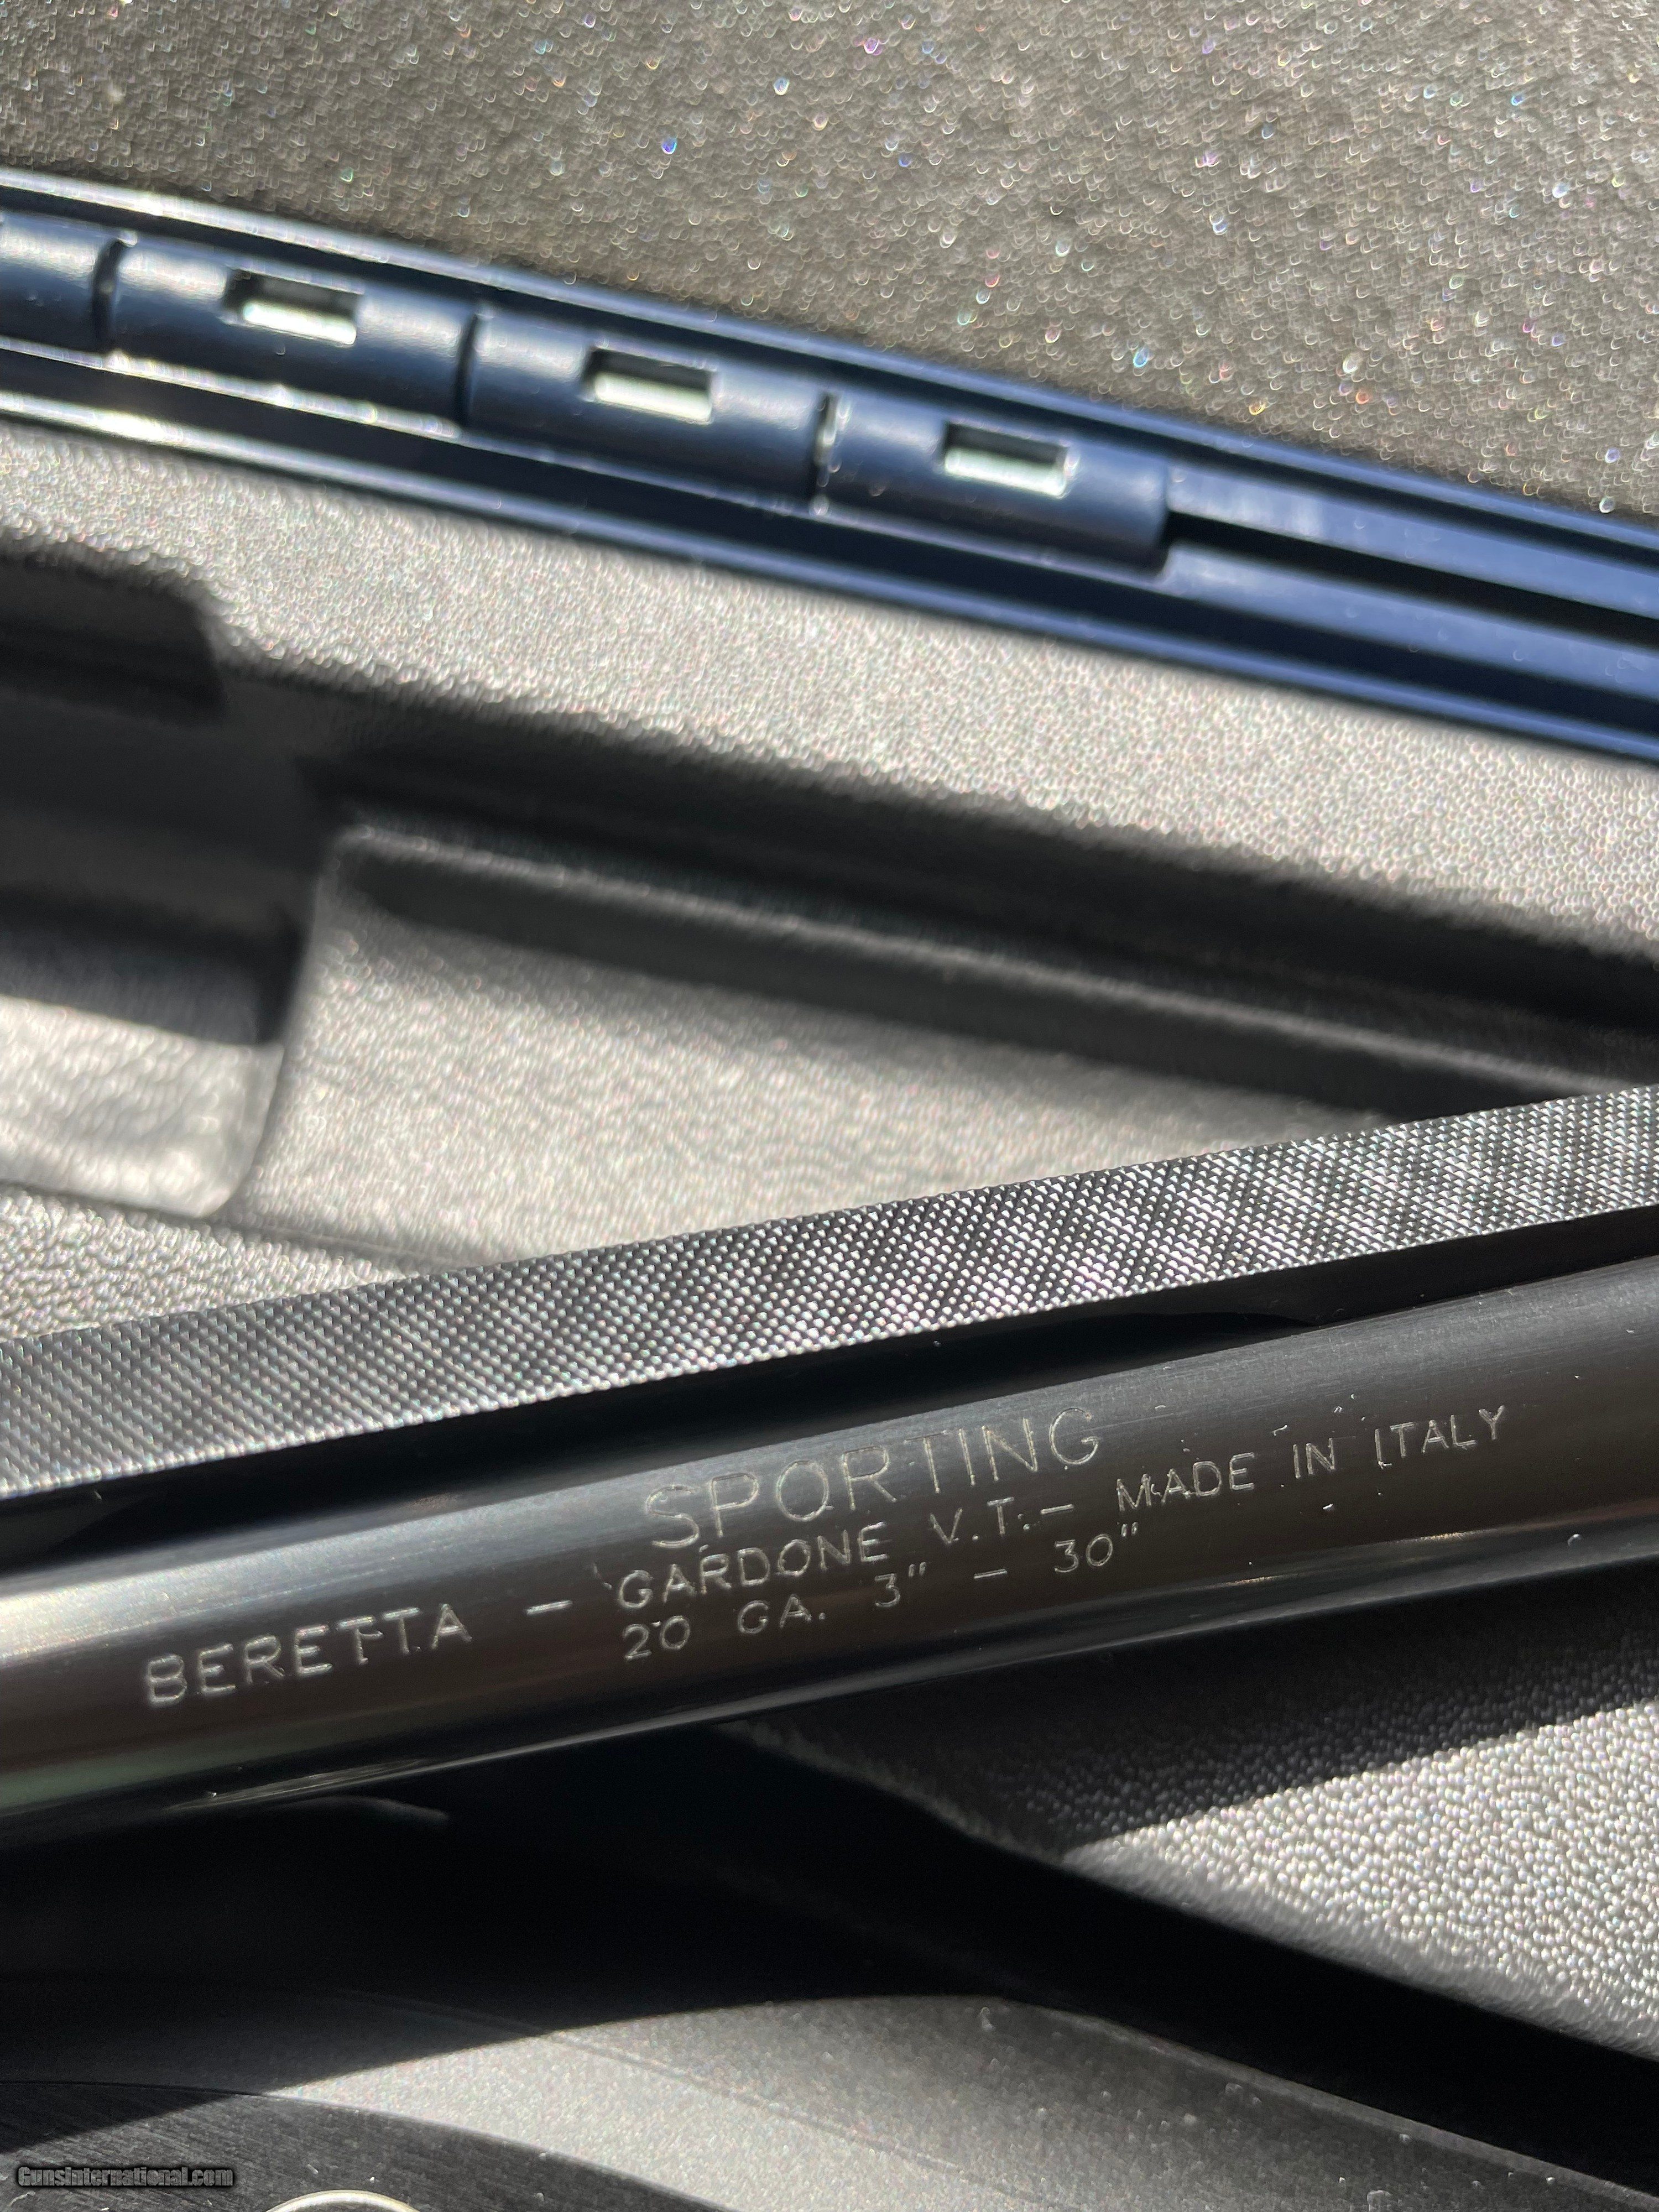 SPORTING
BERETTA - GARDONE V.T. - MADE IN ITALY
20 GA. 3" - 30"
GunsInternational.com